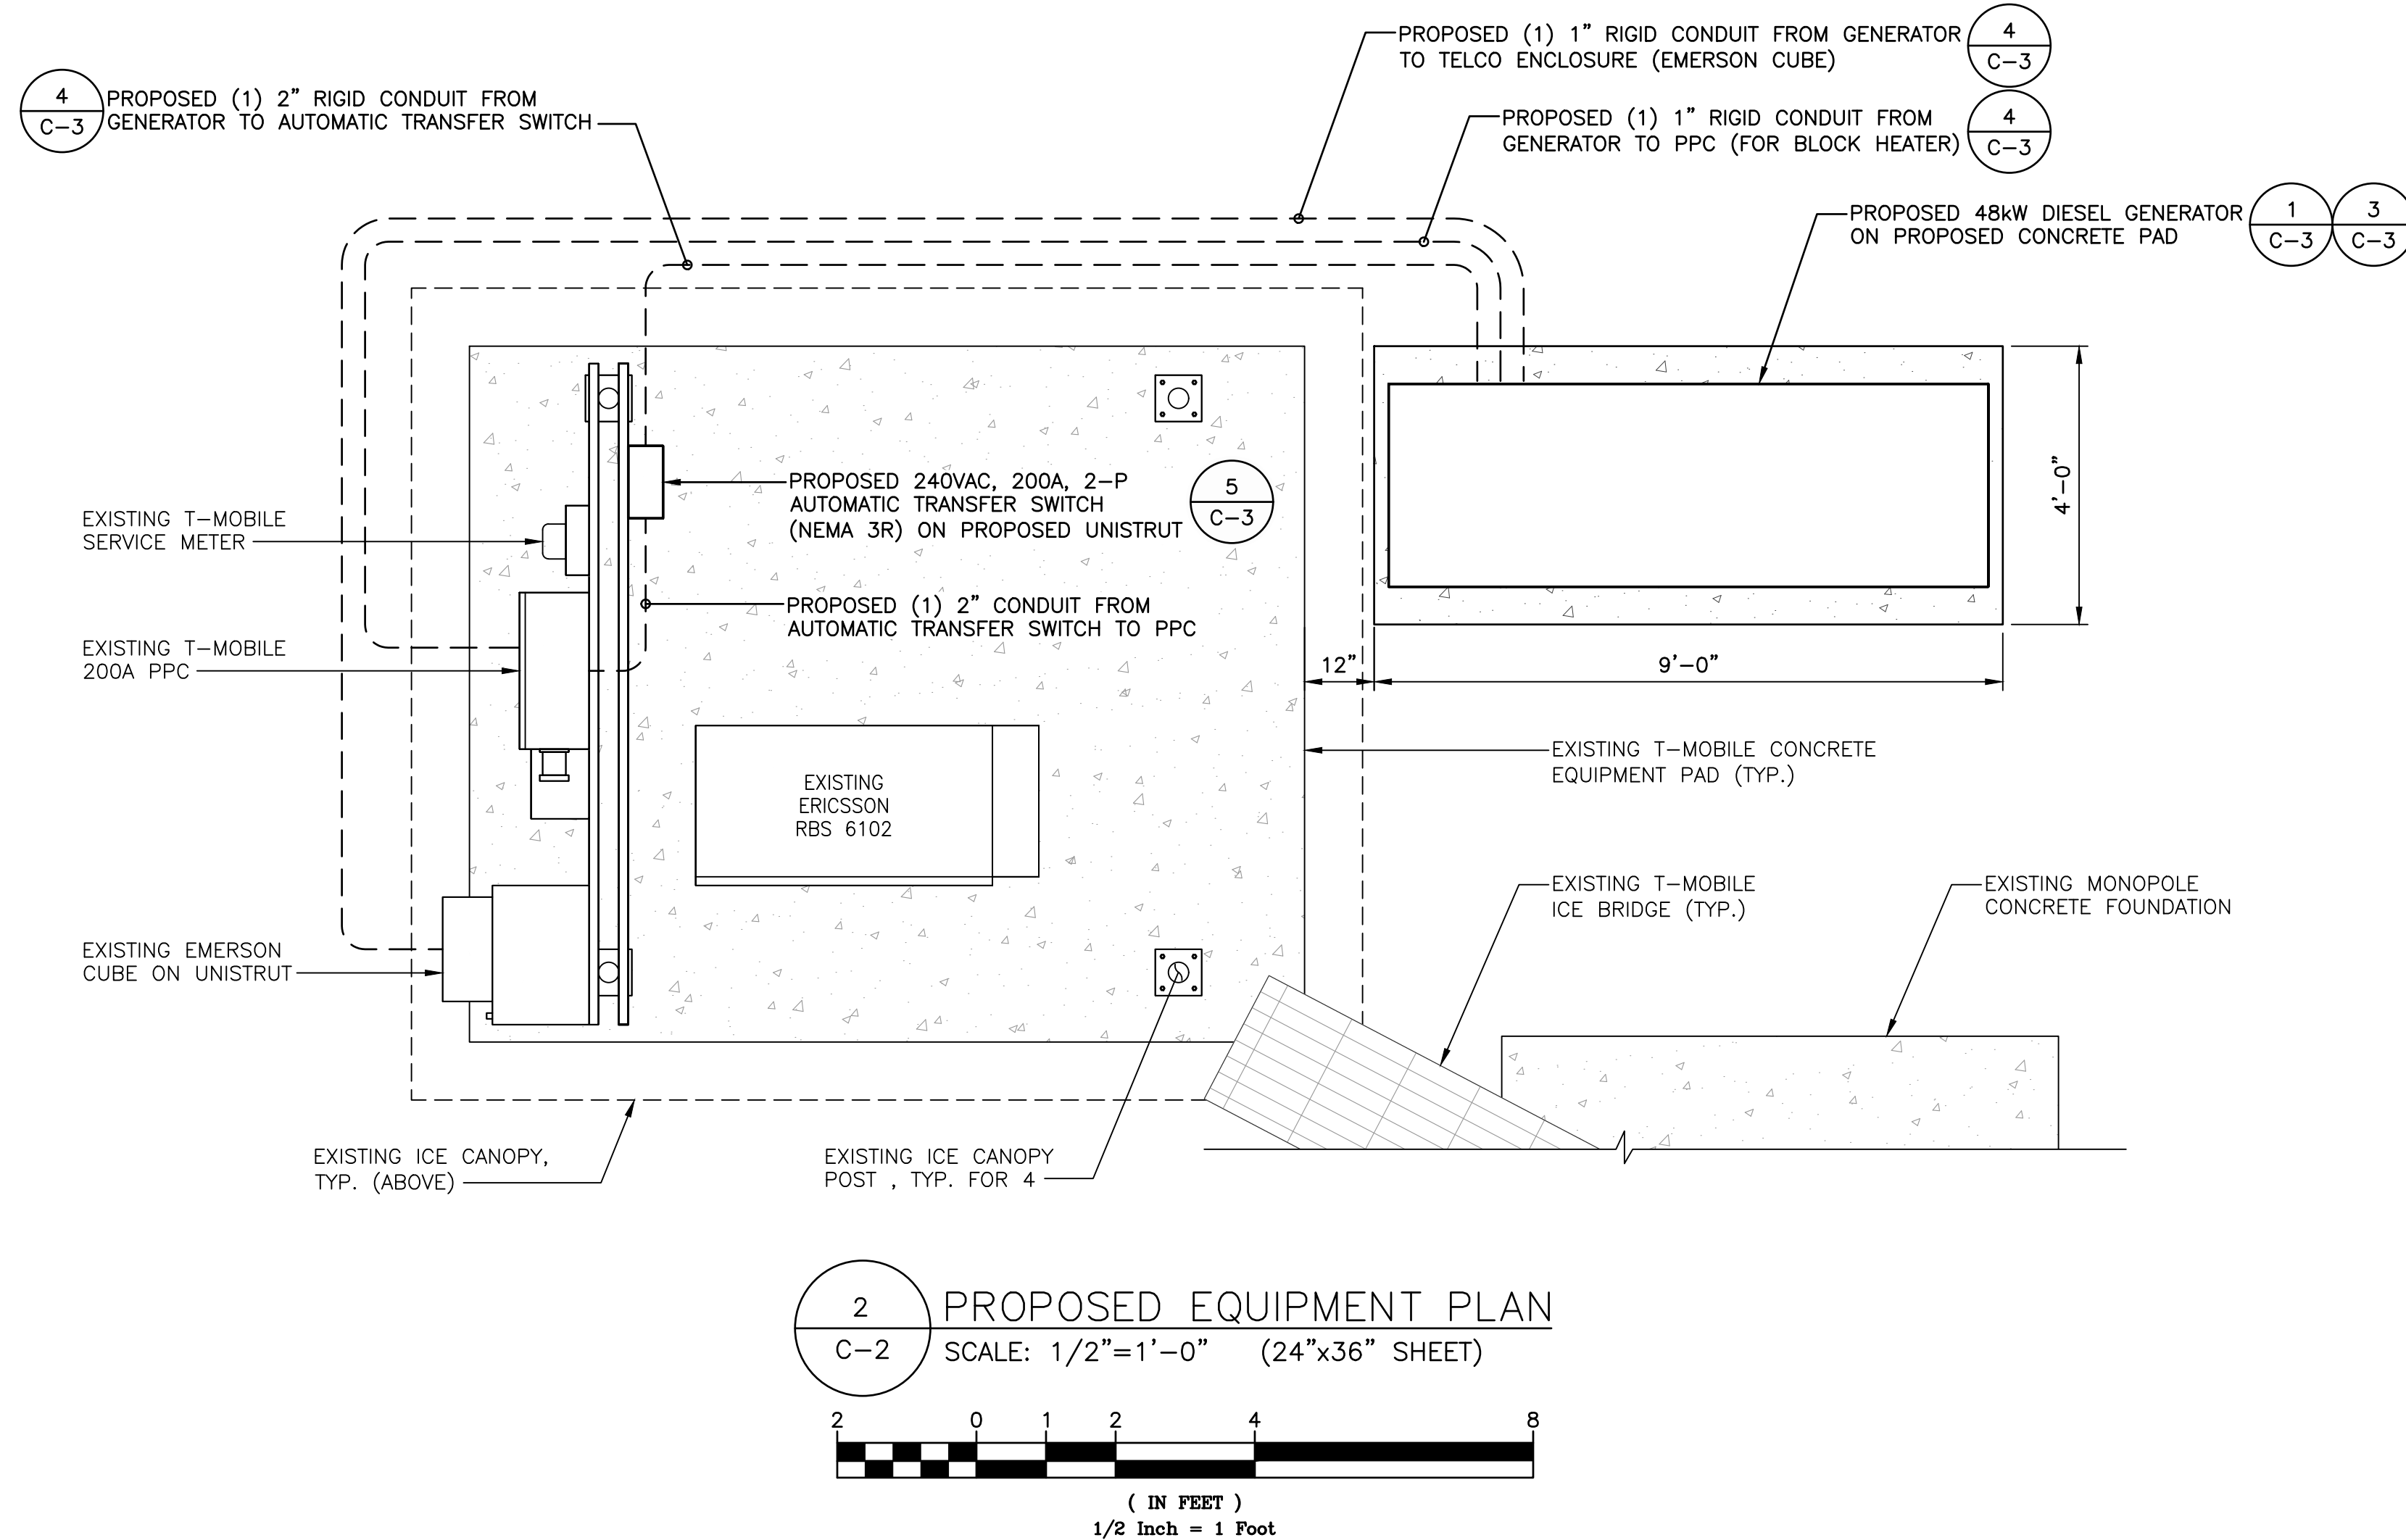 PROPOSED (1) 1” RIGID CONDUIT FROM GENERATOR
TO TELCO ENCLOSURE (EMERSON CUBE)
4
C-3
4
C-3
PROPOSED (1) 2” RIGID CONDUIT FROM
GENERATOR TO AUTOMATIC TRANSFER SWITCH
PROPOSED (1) 1” RIGID CONDUIT FROM
GENERATOR TO PPC (FOR BLOCK HEATER)
4
C-3
PROPOSED 48kW DIESEL GENERATOR
ON PROPOSED CONCRETE PAD
1
C-3
3
C-3
PROPOSED 240VAC, 200A, 2-P
AUTOMATIC TRANSFER SWITCH
(NEMA 3R) ON PROPOSED UNISTRUT
5
C-3
4’-0”
EXISTING T-MOBILE
SERVICE METER
PROPOSED (1) 2” CONDUIT FROM
AUTOMATIC TRANSFER SWITCH TO PPC
EXISTING T-MOBILE
200A PPC
12”
9’-0”
EXISTING T-MOBILE CONCRETE
EQUIPMENT PAD (TYP.)
EXISTING
ERICSSON
RBS 6102
EXISTING T-MOBILE
ICE BRIDGE (TYP.)
EXISTING MONOPOLE
CONCRETE FOUNDATION
EXISTING EMERSON
CUBE ON UNISTRUT
EXISTING ICE CANOPY,
TYP. (ABOVE)
EXISTING ICE CANOPY
POST , TYP. FOR 4
2
C-2
PROPOSED EQUIPMENT PLAN
SCALE: 1/2”=1’-0” (24”x36” SHEET)
2 0 1 2 4 8
( IN FEET )
1/2 Inch = 1 Foot